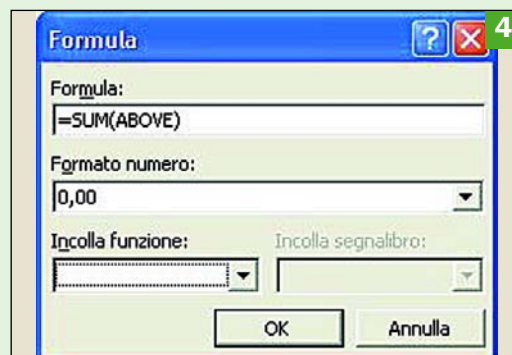 Formula
4
Formula:
=SUM(ABOVE)
Formato numero:
0,00
Incolla funzione: Incolla segnalibro:
OK Annulla